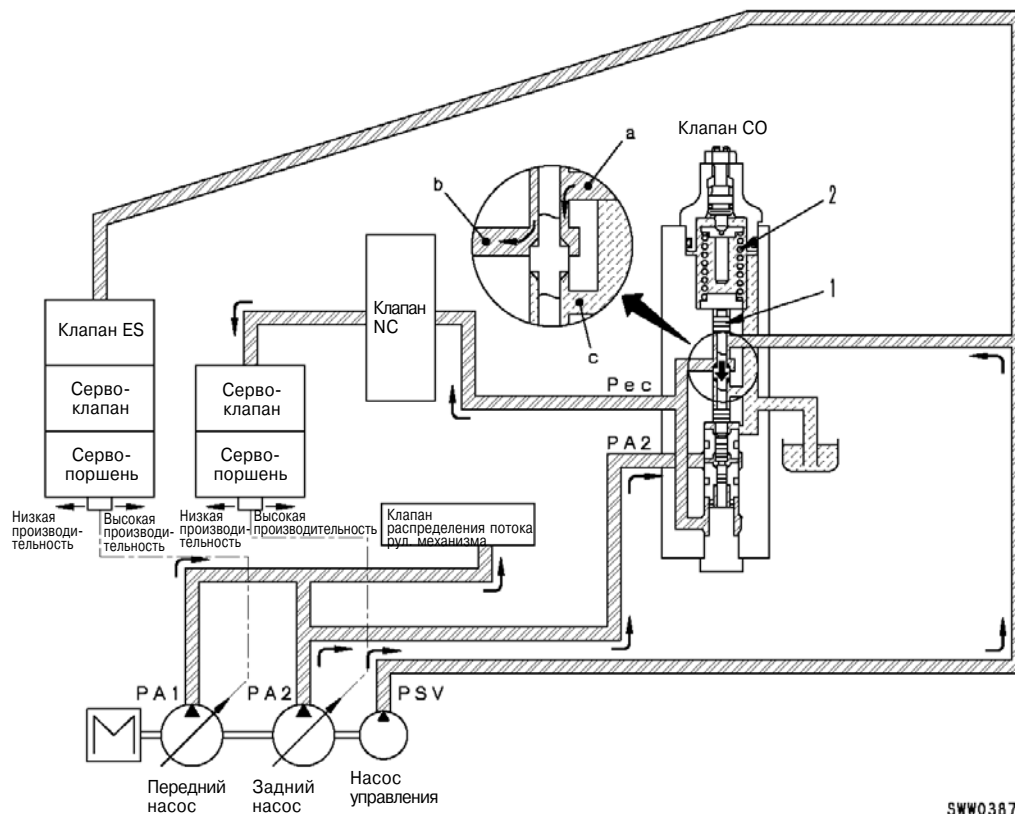 Клапан CO
a
2
b
1
Клапан
NC
c
Клапан ES
Серво-
клапан
Серво-
поршень
Серво-
клапан
Серво-
поршень
Pec
PA2
Низкая
производи-
тельность
Высокая
производи-
тельность
Низкая
производи-
тельность
Высокая
производительность
Клапан
распределения потока
рул. механизма
PA1
PA2
PSV
M
Передний
насос
Задний
насос
Насос
управления
SWW0387